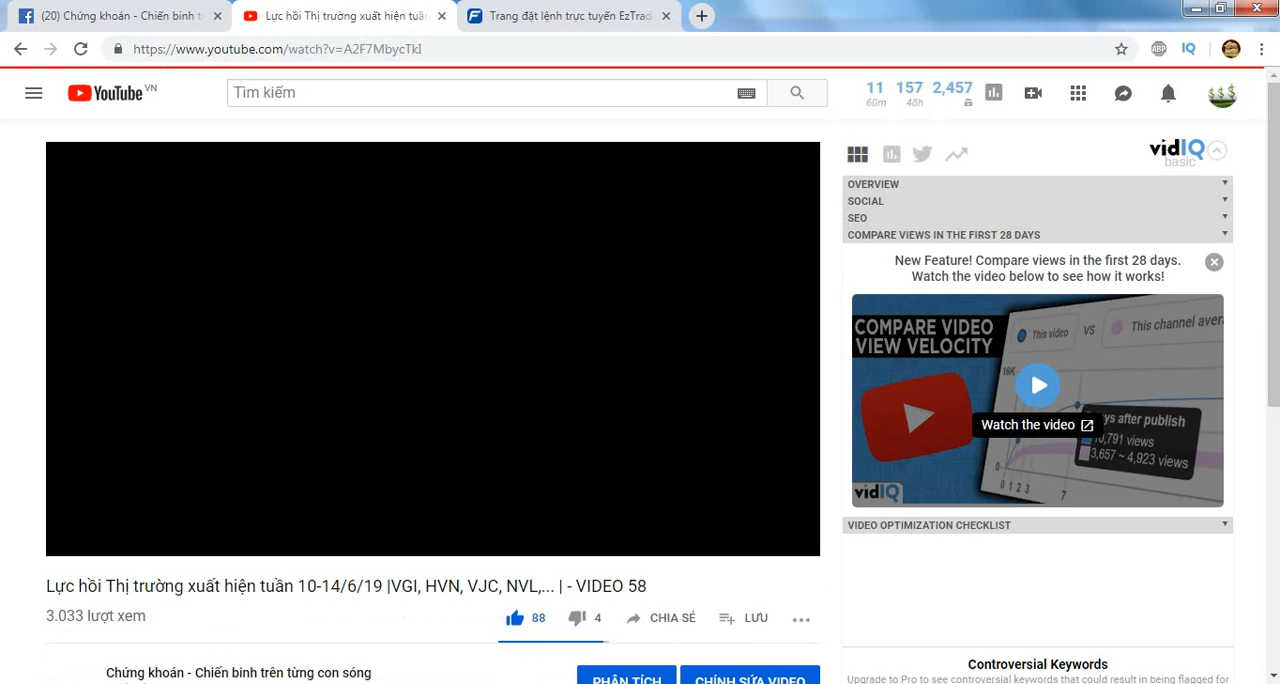 (20) Chứng khoán - Chiến binh t
Lực hồi Thị trường xuất hiện tuần
Trang đặt lệnh trực tuyến EzTrad
https://www.youtube.com/watch?v=A2F7MbycTkI
ABP
IQ
YouTube VN
Tìm kiếm
11 157 2,457
60m 48h
vidIQ
basic
OVERVIEW
SOCIAL
SEO
COMPARE VIEWS IN THE FIRST 28 DAYS
New Feature! Compare views in the first 28 days.
Watch the video below to see how it works!
COMPARE VIDEO
VIEW VELOCITY
This video VS This channel avera
16K
Watch the video
ys after publish
10,791 views
3,657 ~ 4,923 views
0 1 2 3 7
0
vidIQ
VIDEO OPTIMIZATION CHECKLIST
Lực hồi Thị trường xuất hiện tuần 10-14/6/19 |VGI, HVN, VJC, NVL,... | - VIDEO 58
3.033 lượt xem
88
4
CHIA SẺ
LƯU
Chứng khoán - Chiến binh trên từng con sóng
PHÂN TÍCH
CHỈNH SỬA VIDEO
Controversial Keywords
Upgrade to Pro to see controversial keywords that could result in being flagged for